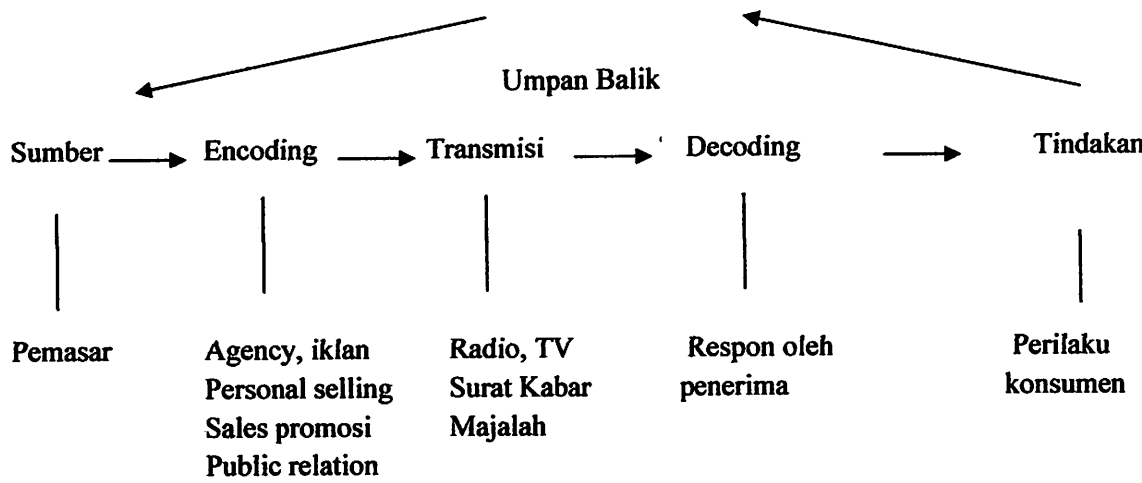 Umpan Balik
Sumber Encoding Transmisi Decoding Tindakan
Pemasar
Agency, iklan
Personal selling
Sales promosi
Public relation
Radio, TV
Surat Kabar
Majalah
Respon oleh
penerima
Perilaku
konsumen